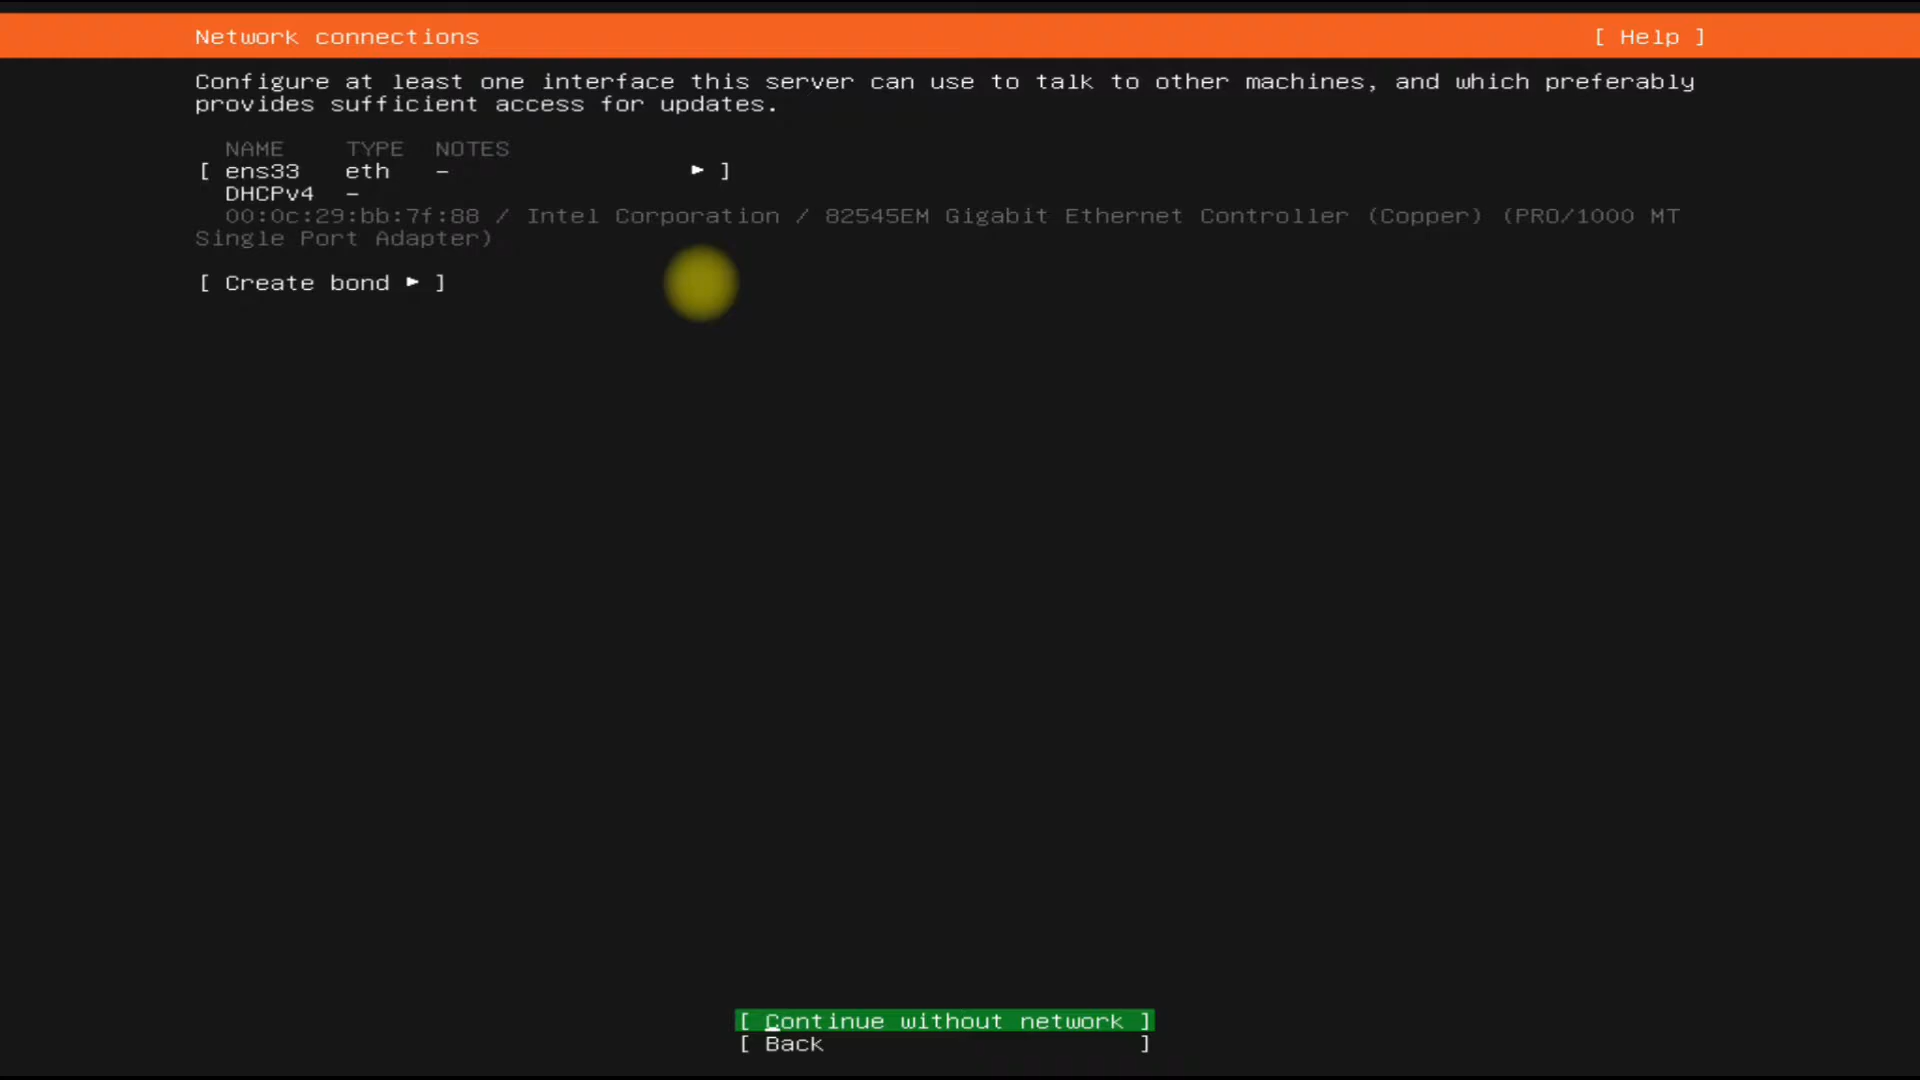 Network connections [ Help ]
Configure at least one interface this server can use to talk to other machines, and which preferably
provides sufficient access for updates.
NAME TYPE NOTES
[ ens33 eth - ▸ ]
DHCPv4 -
00:0c:29:bb:7f:88 / Intel Corporation / 82545EM Gigabit Ethernet Controller (Copper) (PRO/1000 MT
Single Port Adapter)
[ Create bond ▸ ]
[ Continue without network ]
[ Back ]